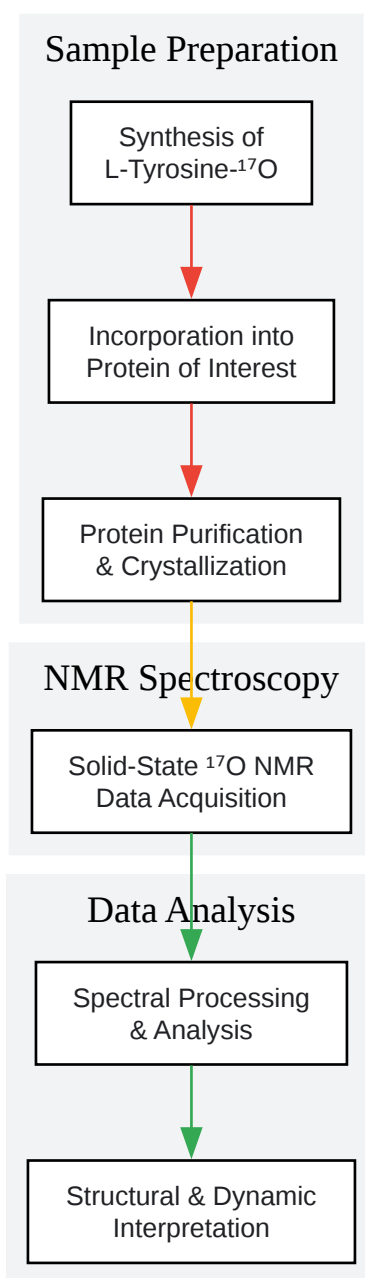 Sample Preparation
Synthesis of
L-Tyrosine-¹⁷O
Incorporation into
Protein of Interest
Protein Purification
& Crystallization
NMR Spectroscopy
Solid-State ¹⁷O NMR
Data Acquisition
Data Analysis
Spectral Processing
& Analysis
Structural & Dynamic
Interpretation